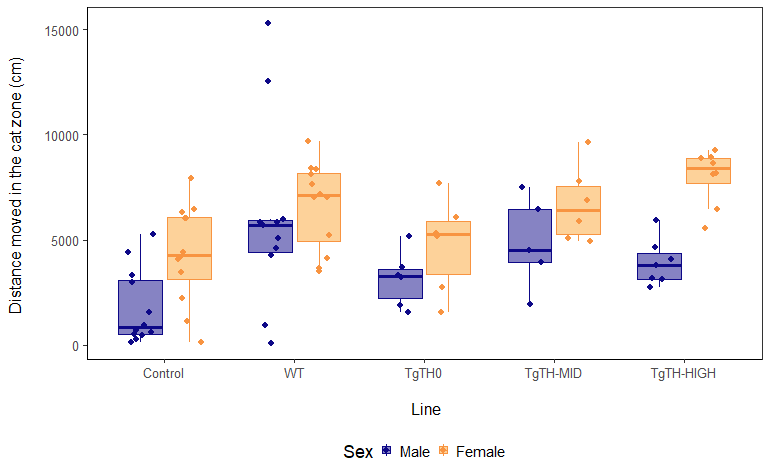 Distance moved in the cat zone (cm)
15000
10000
5000
0
Control WT TgTH0 TgTH-MID TgTH-HIGH
Line
Sex Male Female